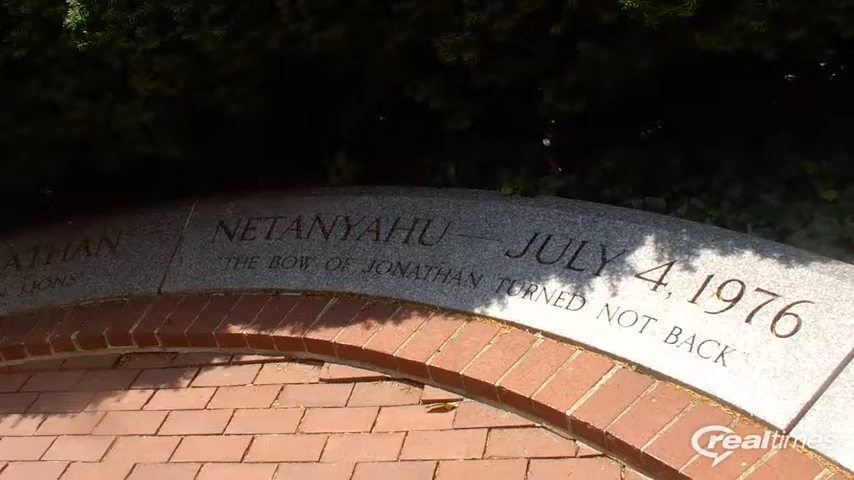 ATHAN NETANYAHU — JULY 4, 1976
LIONS" "THE BOW OF JONATHAN TURNED NOT BACK"
realtimes